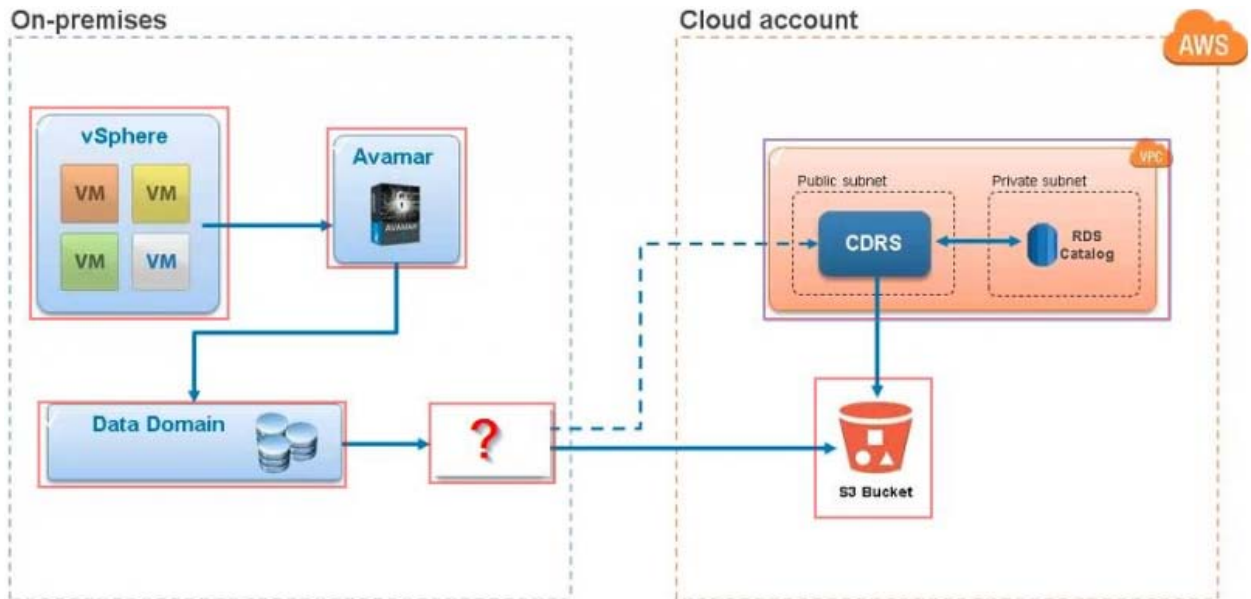 On-premises
Cloud account
AWS
vSphere
VM
VM
VM
VM
Avamar
AVAMAR
VPC
Public subnet
Private subnet
CDRS
RDS
Catalog
Data Domain
?
S3 Bucket